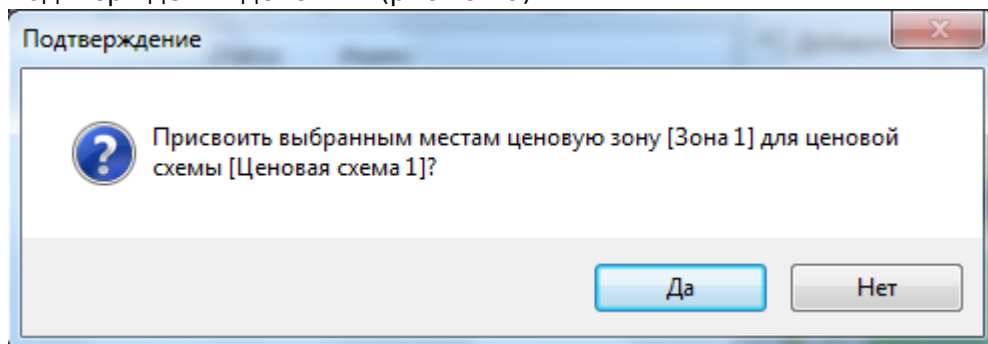 Подтверждение
Присвоить выбранным местам ценовую зону [Зона 1] для ценовой
схемы [Ценовая схема 1]?
Да
Нет